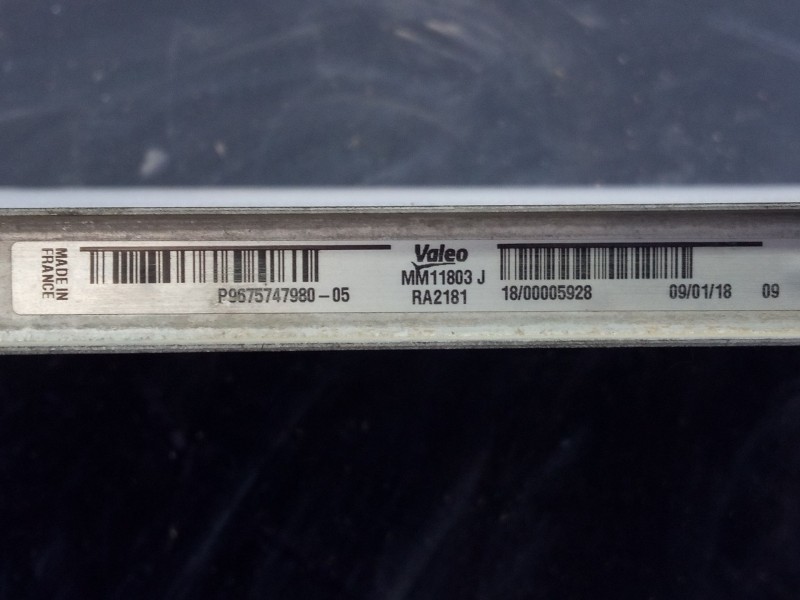 MADE IN
FRANCE
P9675747980-05
Valeo
MM11803 J
RA2181
18/00005928
09/01/18 09